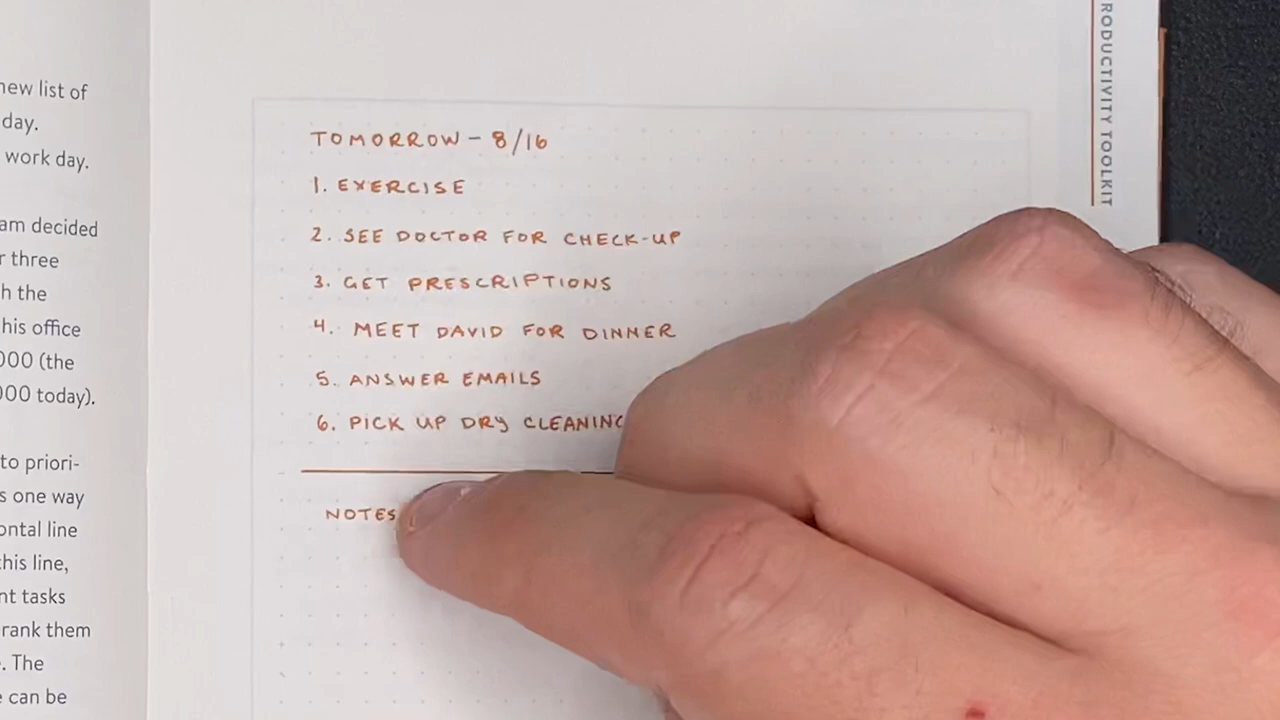 new list of
day.
work day.
am decided
r three
h the
his office
000 (the
000 today).
to priori-
s one way
ontal line
his line,
nt tasks
rank them
. The
can be
TOMORROW - 8/16
1. EXERCISE
2. SEE DOCTOR FOR CHECK-UP
3. GET PRESCRIPTIONS
4. MEET DAVID FOR DINNER
5. ANSWER EMAILS
6. PICK UP DRY CLEANING
NOTES
RODUCTIVITY TOOLKIT